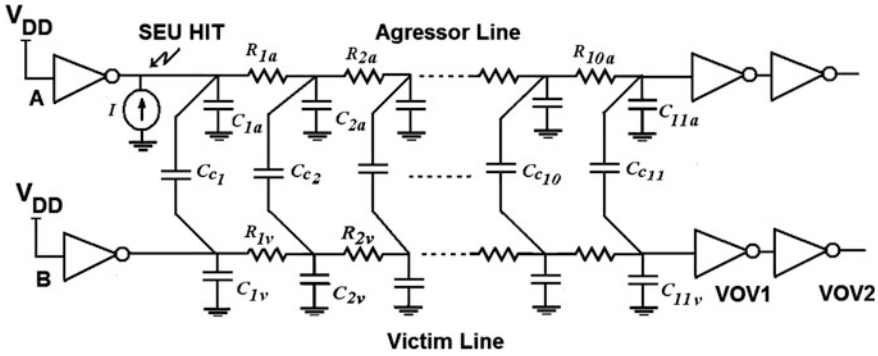 VDD
SEU HIT
R1a
R2a
Agressor Line
R10a
A
I
C1a
C2a
C11a
Cc1
Cc2
Cc10
Cc11
VDD
R1v
R2v
B
C1v
C2v
C11v
VOV1
VOV2
Victim Line